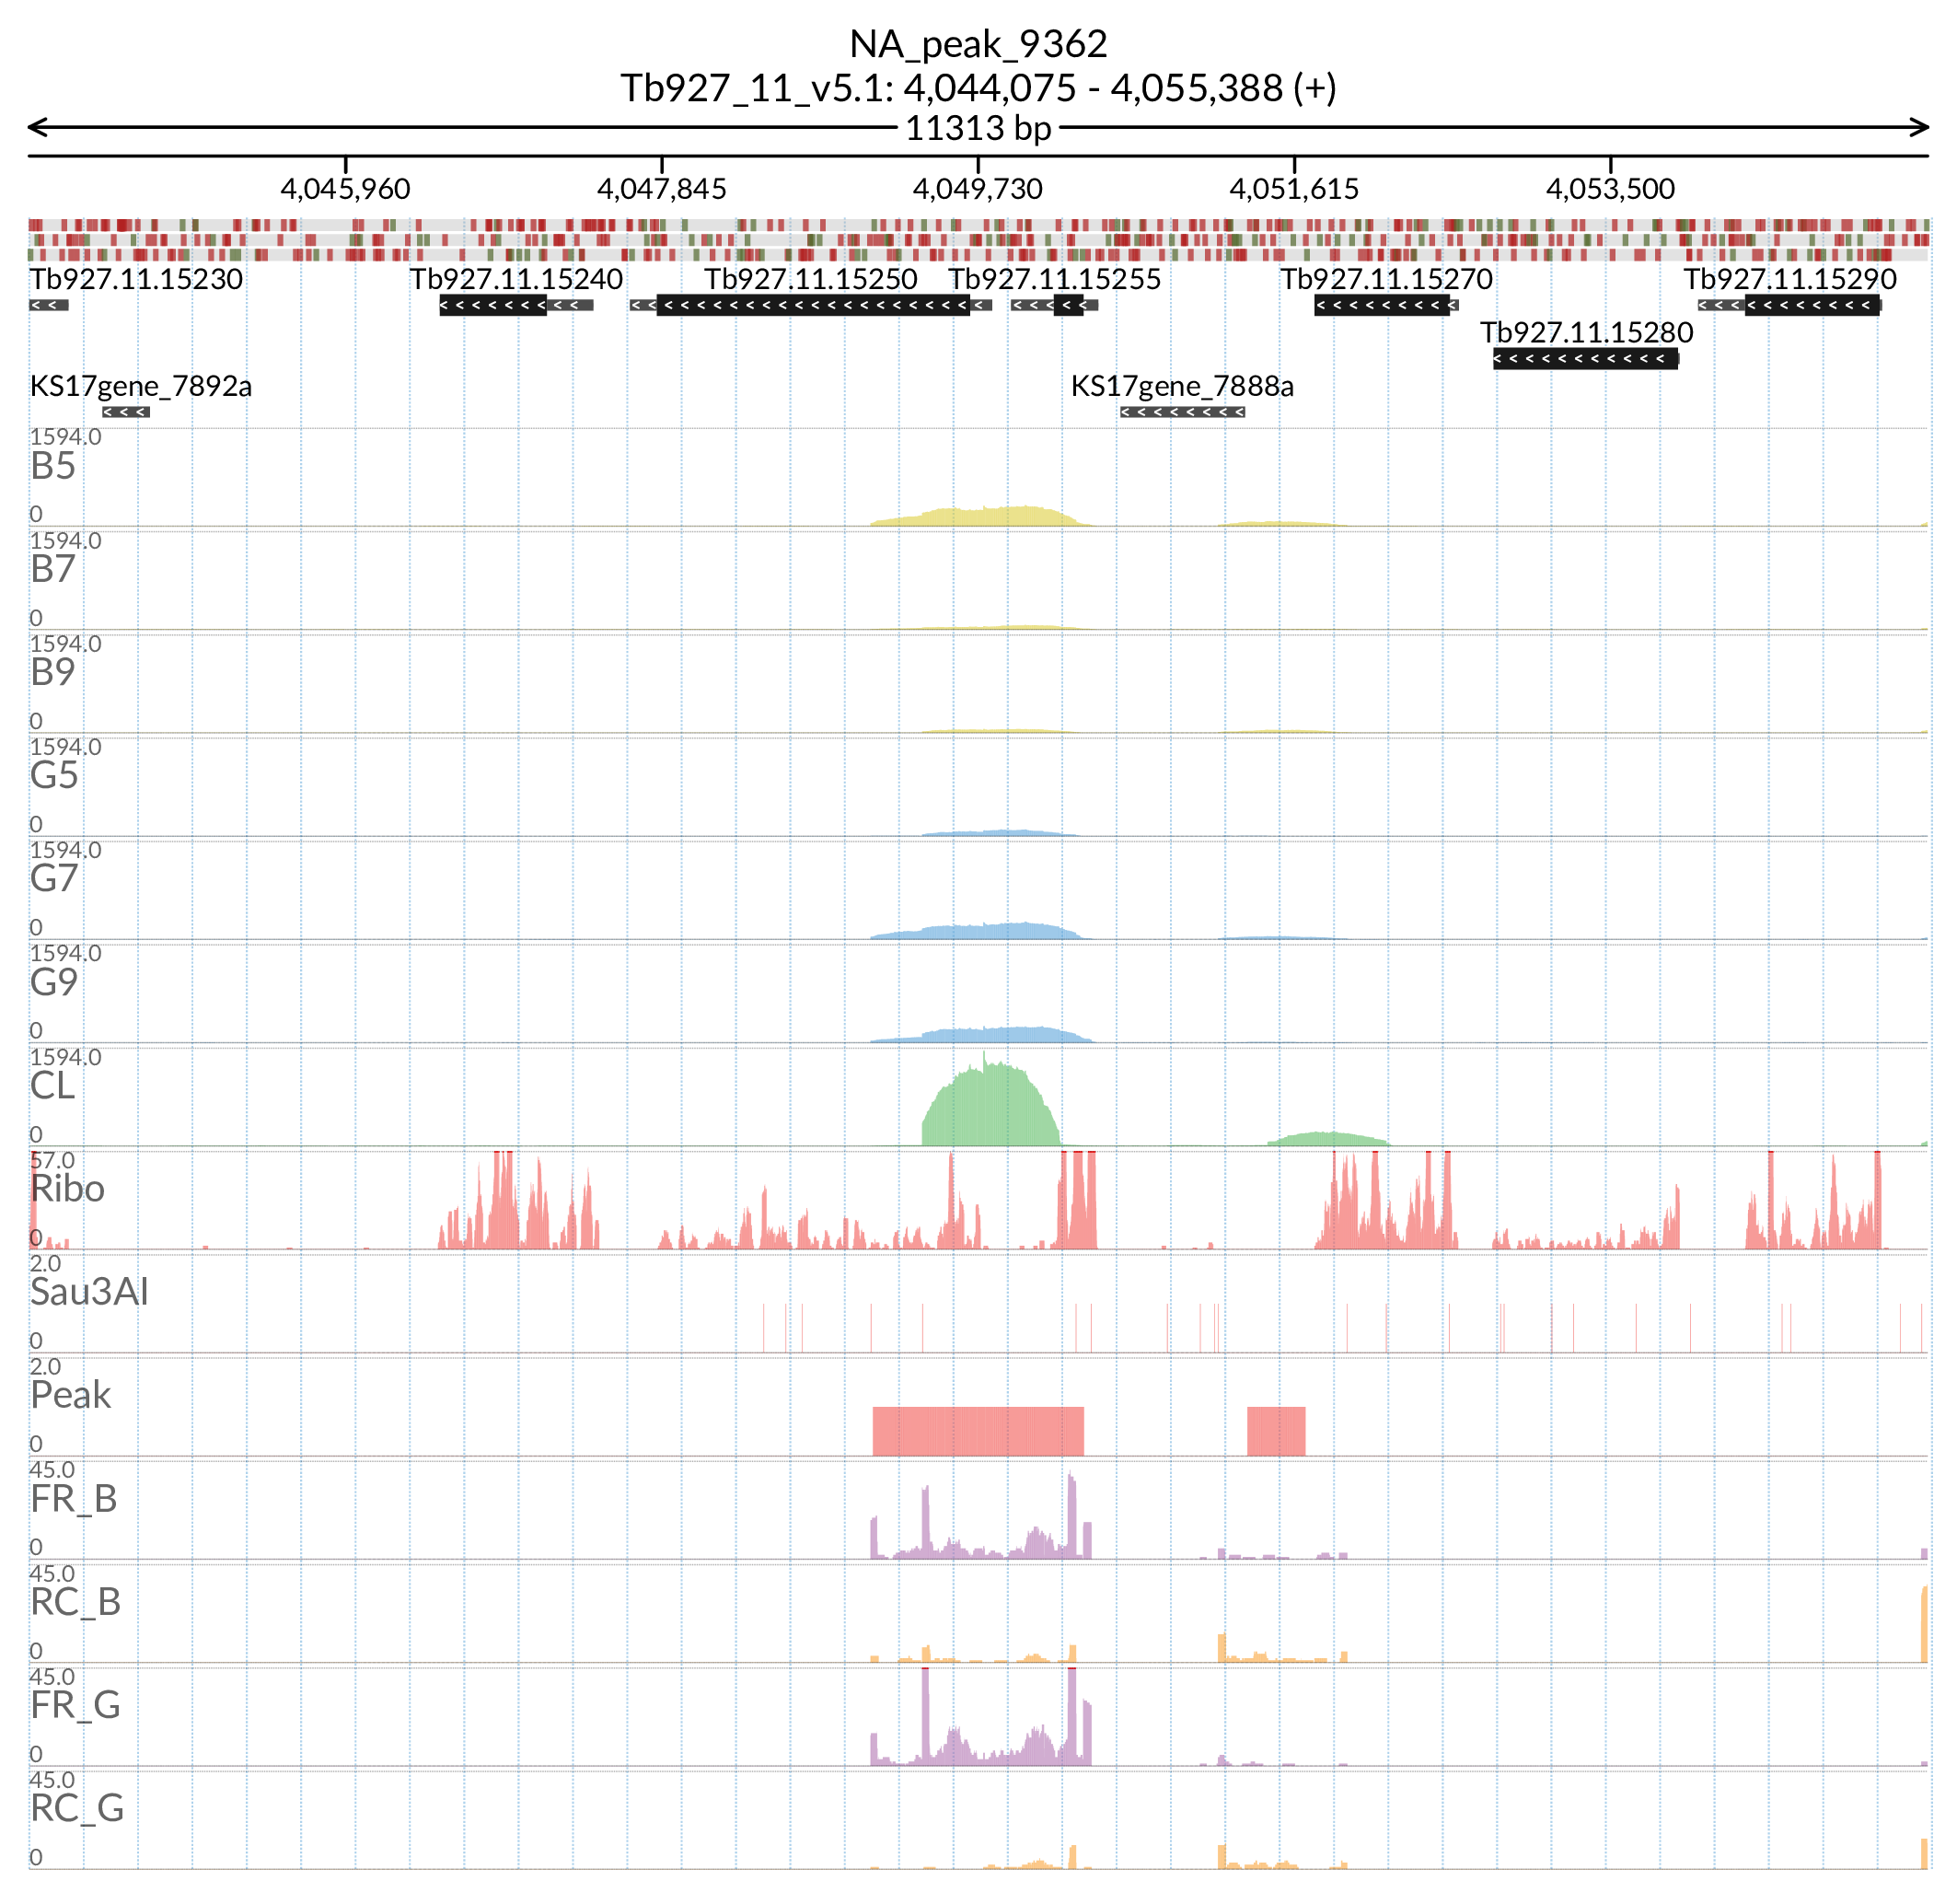 NA_peak_9362
Tb927_11_v5.1: 4,044,075 - 4,055,388 (+)
11313 bp
4,045,960 4,047,845 4,049,730 4,051,615 4,053,500
Tb927.11.15230 Tb927.11.15240 Tb927.11.15250 Tb927.11.15255 Tb927.11.15270 Tb927.11.15290
Tb927.11.15280
KS17gene_7892a KS17gene_7888a
1594.0
B5
0
1594.0
B7
0
1594.0
B9
0
1594.0
G5
0
1594.0
G7
0
1594.0
G9
0
1594.0
CL
0
57.0
Ribo
0
2.0
Sau3AI
0
2.0
Peak
0
45.0
FR_B
0
45.0
RC_B
0
45.0
FR_G
0
45.0
RC_G
0